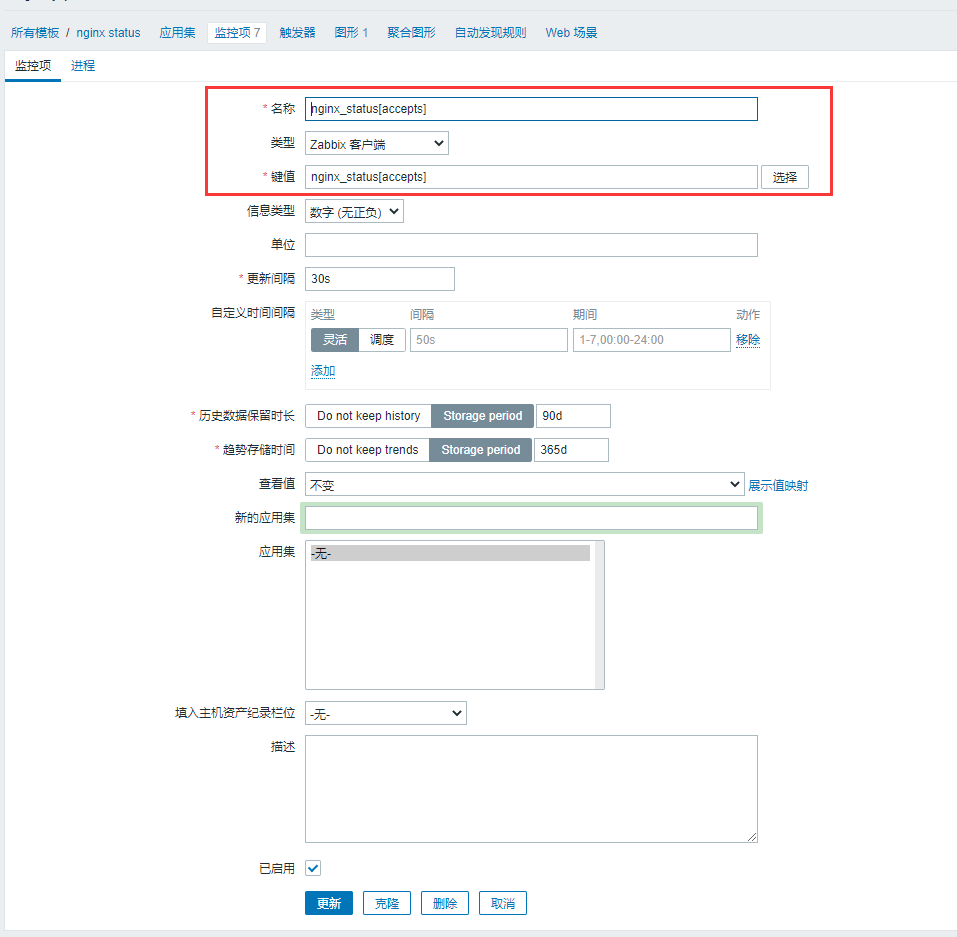 所有模板 / nginx status 应用集 监控项 7 触发器 图形 1 聚合图形 自动发现规则 Web 场景
监控项 进程
* 名称 nginx_status[accepts]
类型 Zabbix 客户端
* 键值 nginx_status[accepts] 选择
信息类型 数字 (无正负)
单位
* 更新间隔 30s
自定义时间间隔 类型 间隔 期间 动作
灵活 调度 50s 1-7,00:00-24:00 移除
添加
* 历史数据保留时长 Do not keep history Storage period 90d
* 趋势存储时间 Do not keep trends Storage period 365d
查看值 不变 展示值映射
新的应用集
应用集 -无-
填入主机资产纪录栏位 -无-
描述
已启用
更新 克隆 删除 取消